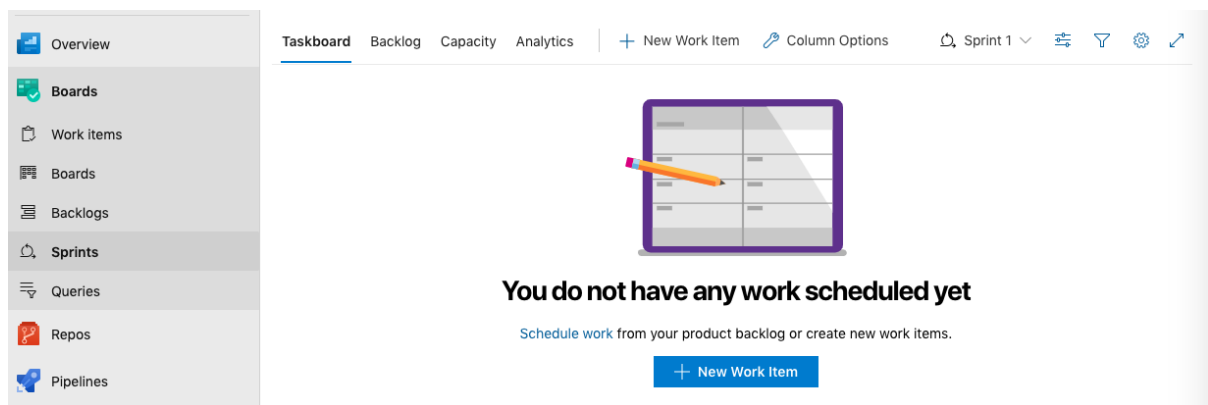 Overview
Boards
Work items
Boards
Backlogs
Sprints
Queries
Repos
Pipelines
Taskboard Backlog Capacity Analytics New Work Item Column Options Sprint 1
You do not have any work scheduled yet
Schedule work from your product backlog or create new work items.
New Work Item